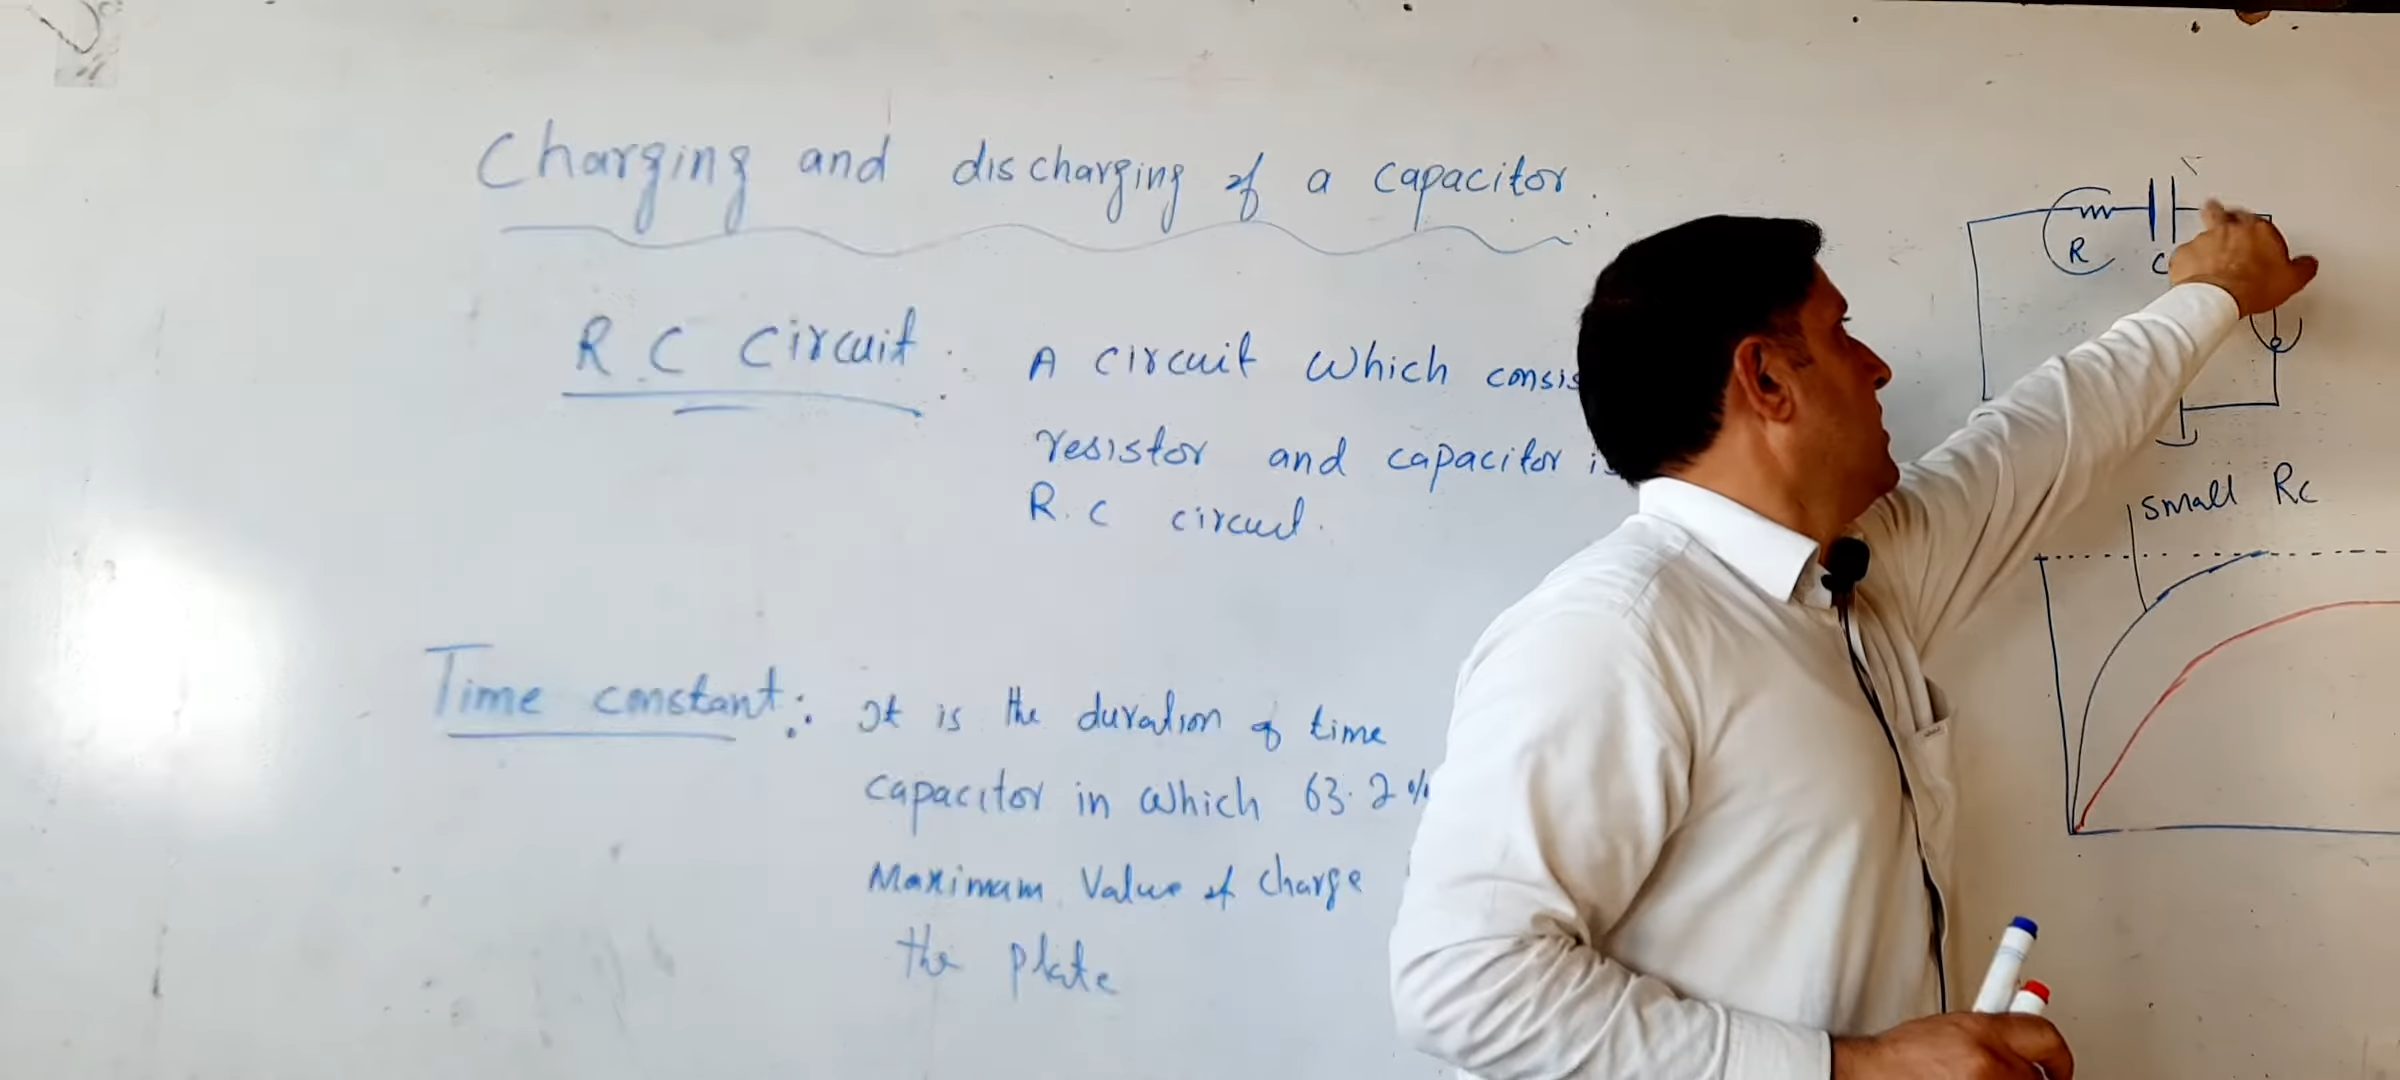 Charging and discharging of a capacitor.
R.C Circuit: A circuit which consis
resistor and capacitor is
R.C circuit.
Time constant: It is the duration of time
capacitor in which 63.2%
Maximum Value of charge
the plate
R C
small Rc